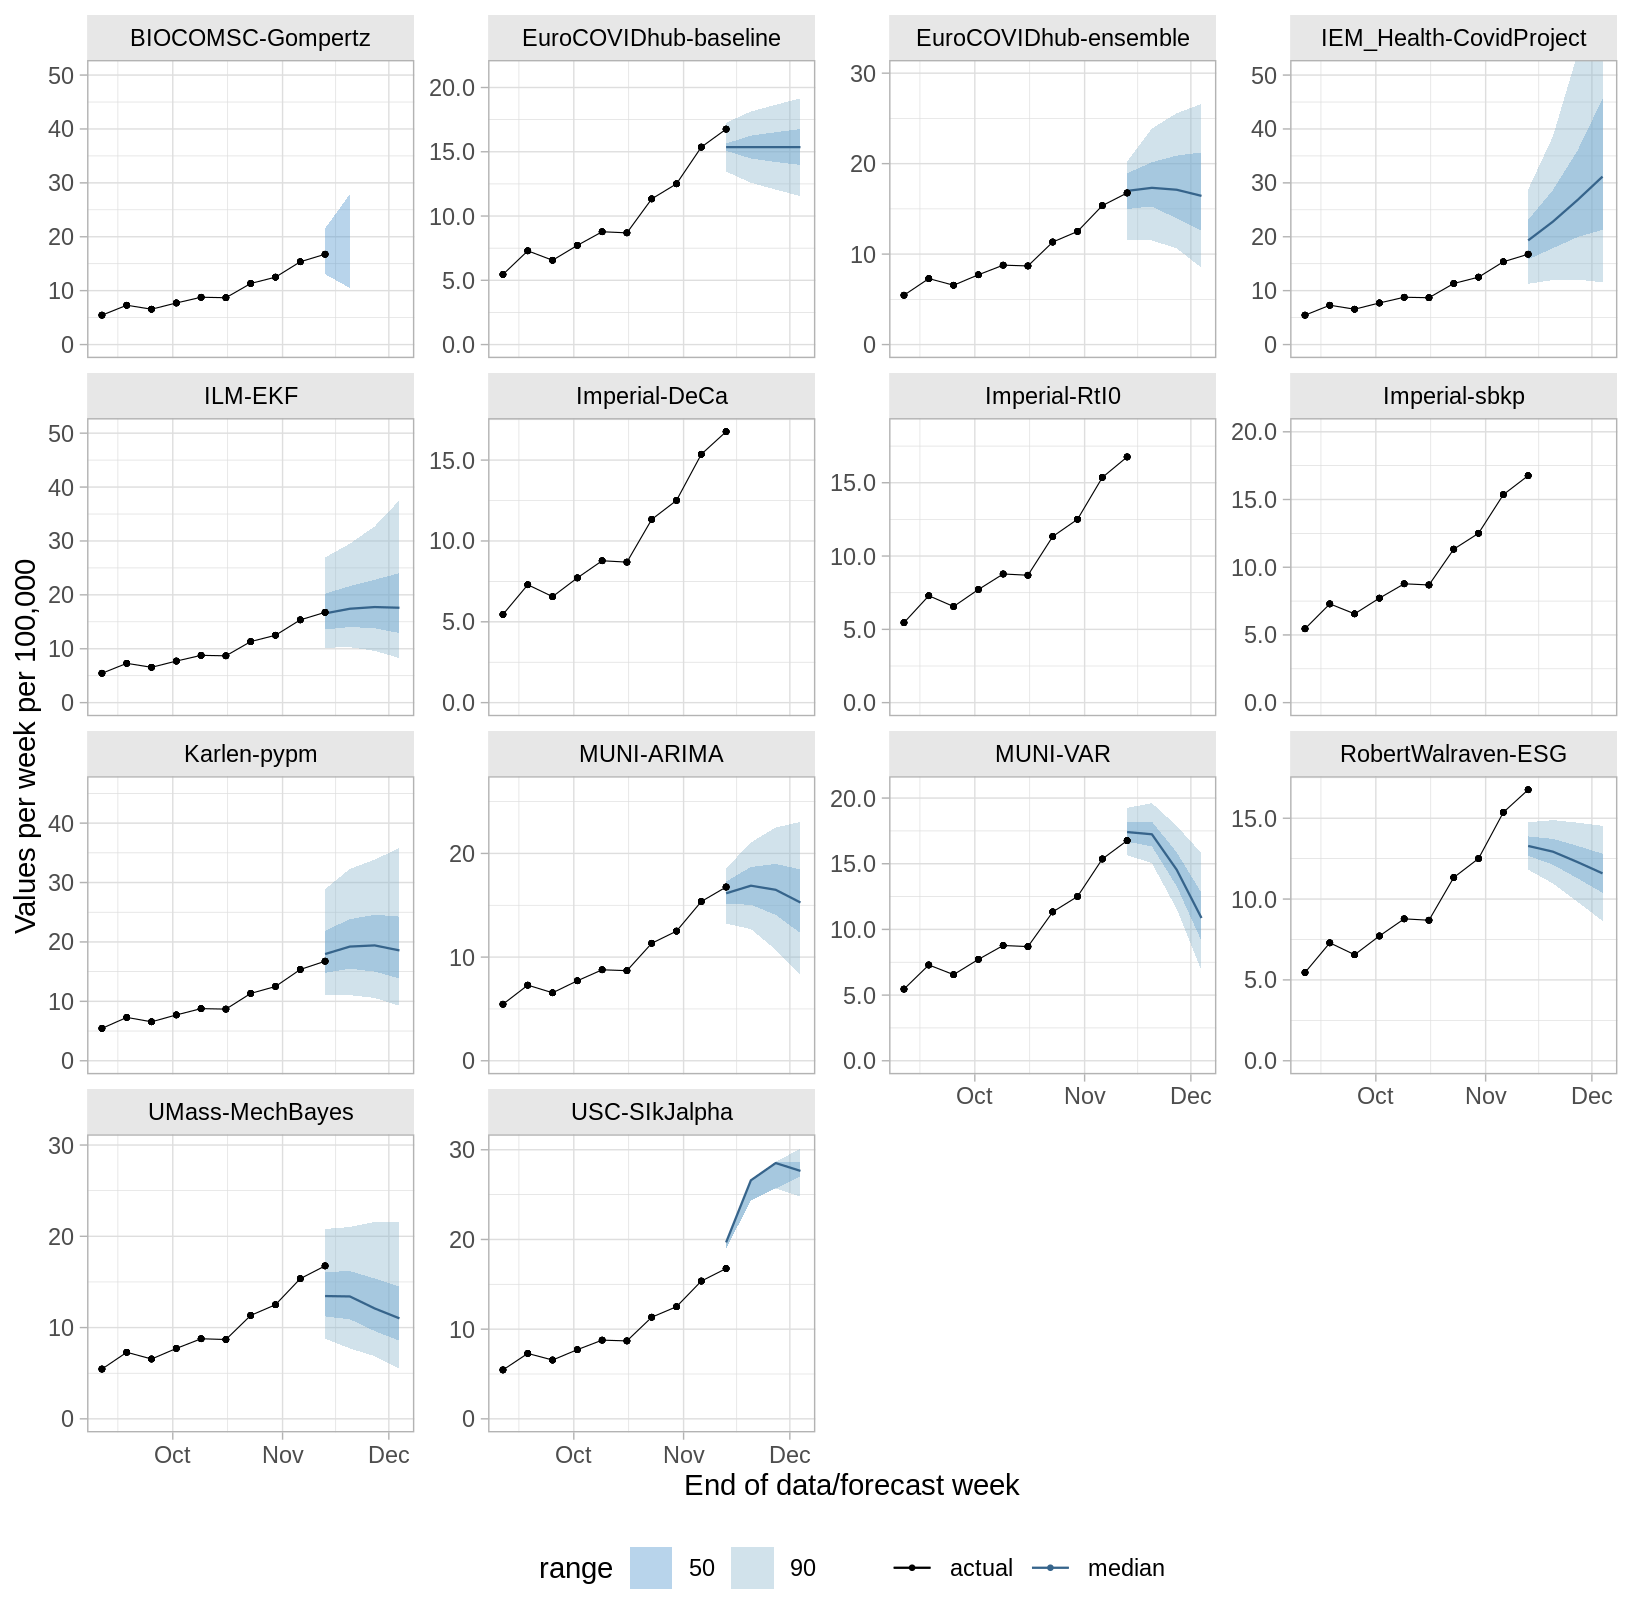 BIOCOMSC-Gompertz EuroCOVIDhub-baseline EuroCOVIDhub-ensemble IEM_Health-CovidProject
50 20.0 30 50
40 15.0 20 40
30 10.0 10 30
20 5.0 0 20
10 0.0 10
0 0
ILM-EKF Imperial-DeCa Imperial-RtI0 Imperial-sbkp
50 15.0 15.0 20.0
40 10.0 10.0 15.0
30 5.0 5.0 10.0
20 0.0 0.0 5.0
10 0.0
0
Values per week per 100,000
Karlen-pypm MUNI-ARIMA MUNI-VAR RobertWalraven-ESG
40 20 20.0 15.0
30 10 15.0 10.0
20 0 10.0 5.0
10 5.0 0.0
0 0.0
Oct Nov Dec Oct Nov Dec
UMass-MechBayes USC-SIkJalpha
30 30
20 20
10 10
0 0
Oct Nov Dec Oct Nov Dec
End of data/forecast week
range 50 90 actual median